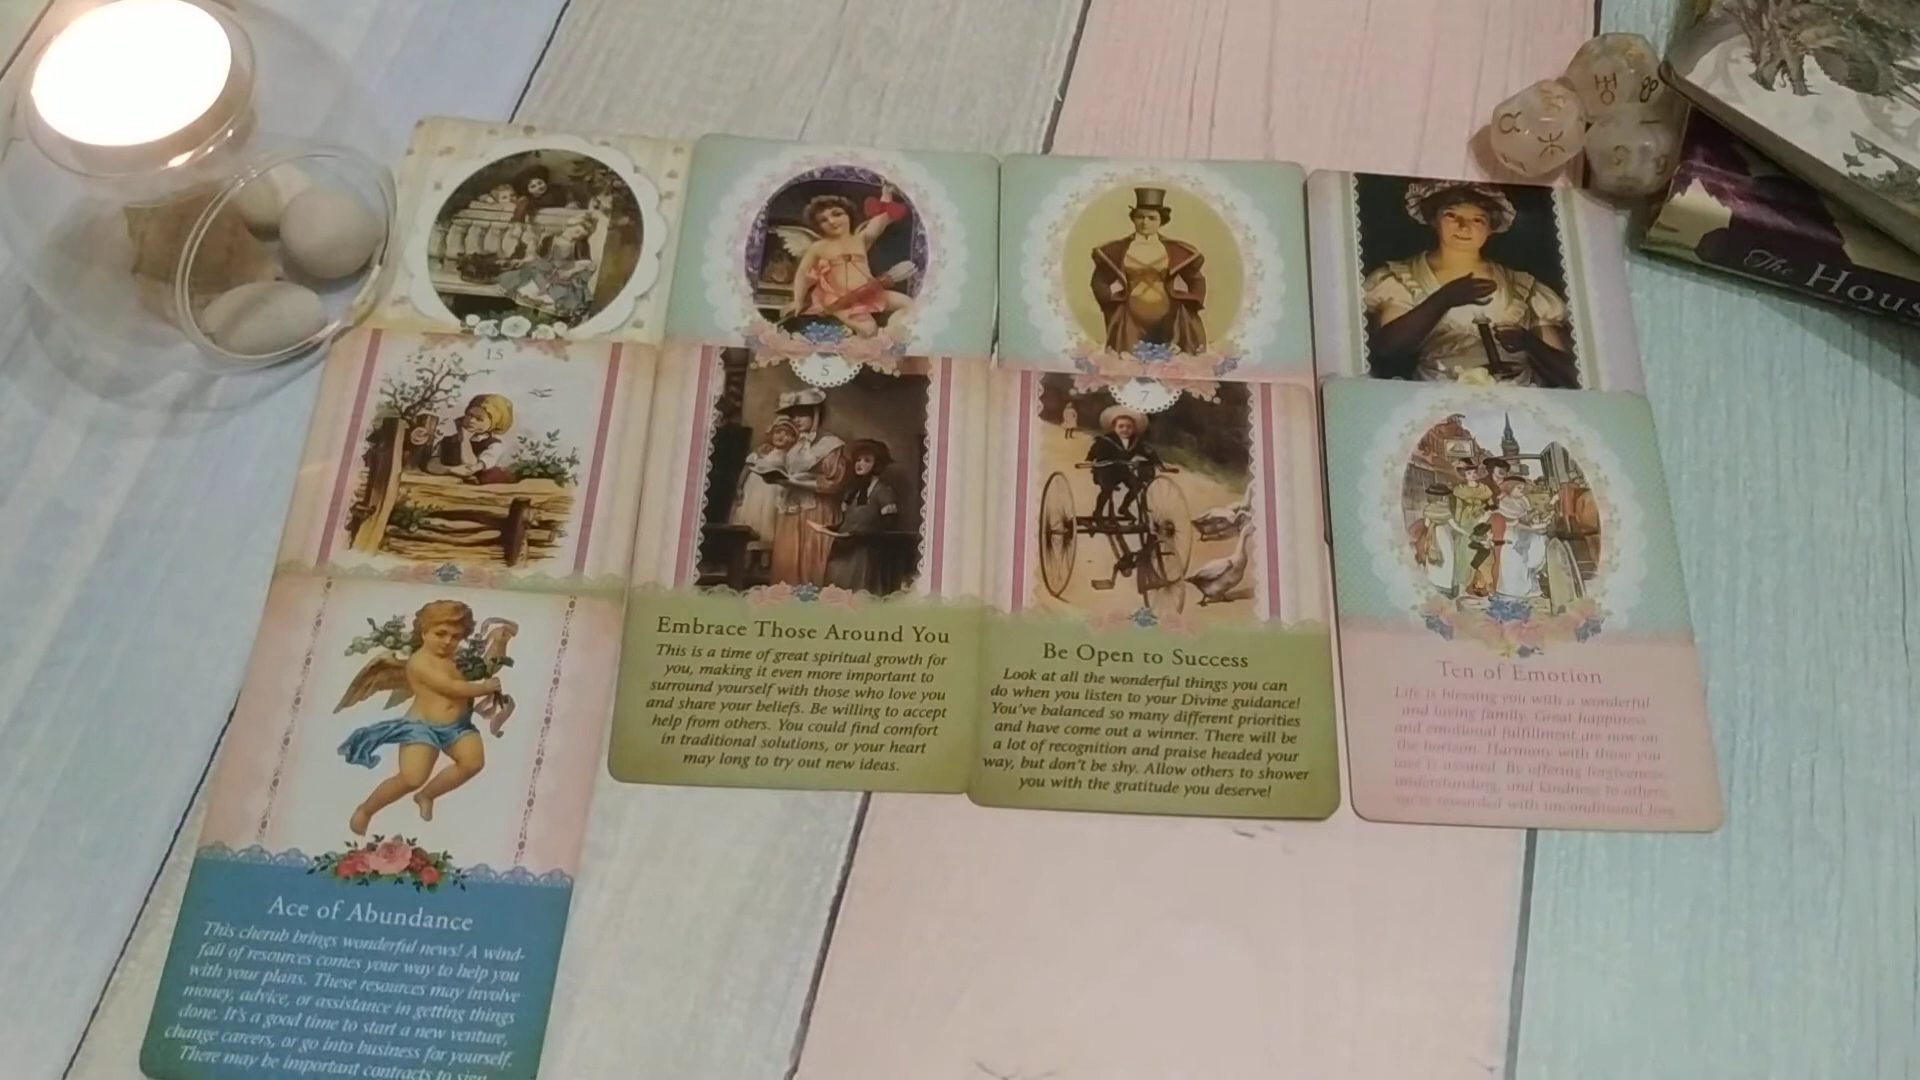 The Hous
15
5
7
Embrace Those Around You
This is a time of great spiritual growth for
you, making it even more important to
surround yourself with those who love you
and share your beliefs. Be willing to accept
help from others. You could find comfort
in traditional solutions, or your heart
may long to try out new ideas.
Be Open to Success
Look at all the wonderful things you can
do when you listen to your Divine guidance!
You've balanced so many different priorities
and have come out a winner. There will be
a lot of recognition and praise headed your
way, but don't be shy. Allow others to shower
you with the gratitude you deserve!
Ten of Emotion
Life is blessing you with a wonderful
and loving family. Great happiness
and emotional fulfillment are now on
the horizon. Harmony with those you
love is assured. By offering forgiveness,
understanding, and kindness to others,
we're rewarded with unconditional love
Ace of Abundance
This cherub brings wonderful news! A wind-
fall of resources comes your way to help you
with your plans. These resources may involve
money, advice, or assistance in getting things
done. It's a good time to start a new venture,
change careers, or go into business for yourself.
There may be important contracts to sign